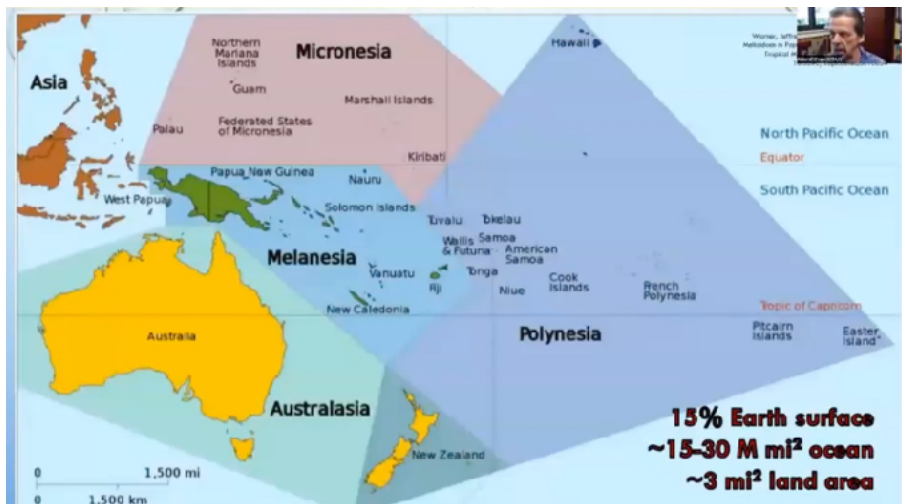 Northern
Mariana
Islands
Micronesia
Hawaii
Asia
Guam
Marshall Islands
Palau
Federated States
of Micronesia
North Pacific Ocean
Kiribati
Equator
Papua New Guinea
Nauru
South Pacific Ocean
West Papua
Solomon Islands
Tuvalu
Tokelau
Wallis
& Futuna
Samoa
American
Samoa
Melanesia
Vanuatu
Tonga
Fiji
Niue
Cook
Islands
French
Polynesia
New Caledonia
Tropic of Capricorn
Australia
Polynesia
Pitcairn
Islands
Easter
Island
Australasia
15% Earth surface
~15-30 M mi² ocean
~3 mi² land area
New Zealand
0 1,500 mi
0 1,500 km